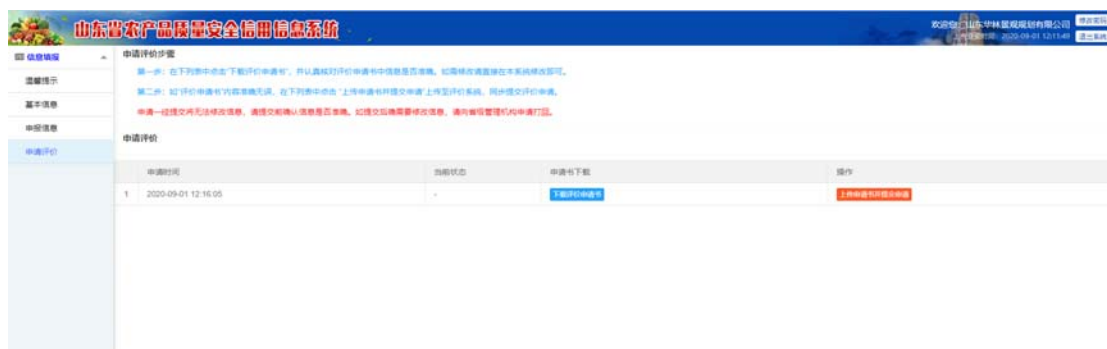 山东省农产品质量安全信用信息系统
欢迎您：山东华林景观规划有限公司
修改密码
上次登录时间：2020-09-01 12:11:49
退出系统
信息填报
温馨提示
基本信息
申报信息
申请评价
申请评价步骤
第一步：在下列表中点击“下载评价申请书”，并认真核对评价申请书中信息是否准确。如需修改请直接在本系统修改即可。
第二步：如“评价申请书”内容准确无误，在下列表中点击“上传申请书并提交申请”上传至评价系统，同步提交评价申请。
申请一经提交将无法修改信息，请提交前确认信息是否准确。如提交后确需要修改信息，请向省级管理机构申请打回。
申请评价
申请时间 当前状态 申请书下载 操作
1 2020-09-01 12:16:05 - 下载评价申请书 上传申请书并提交申请